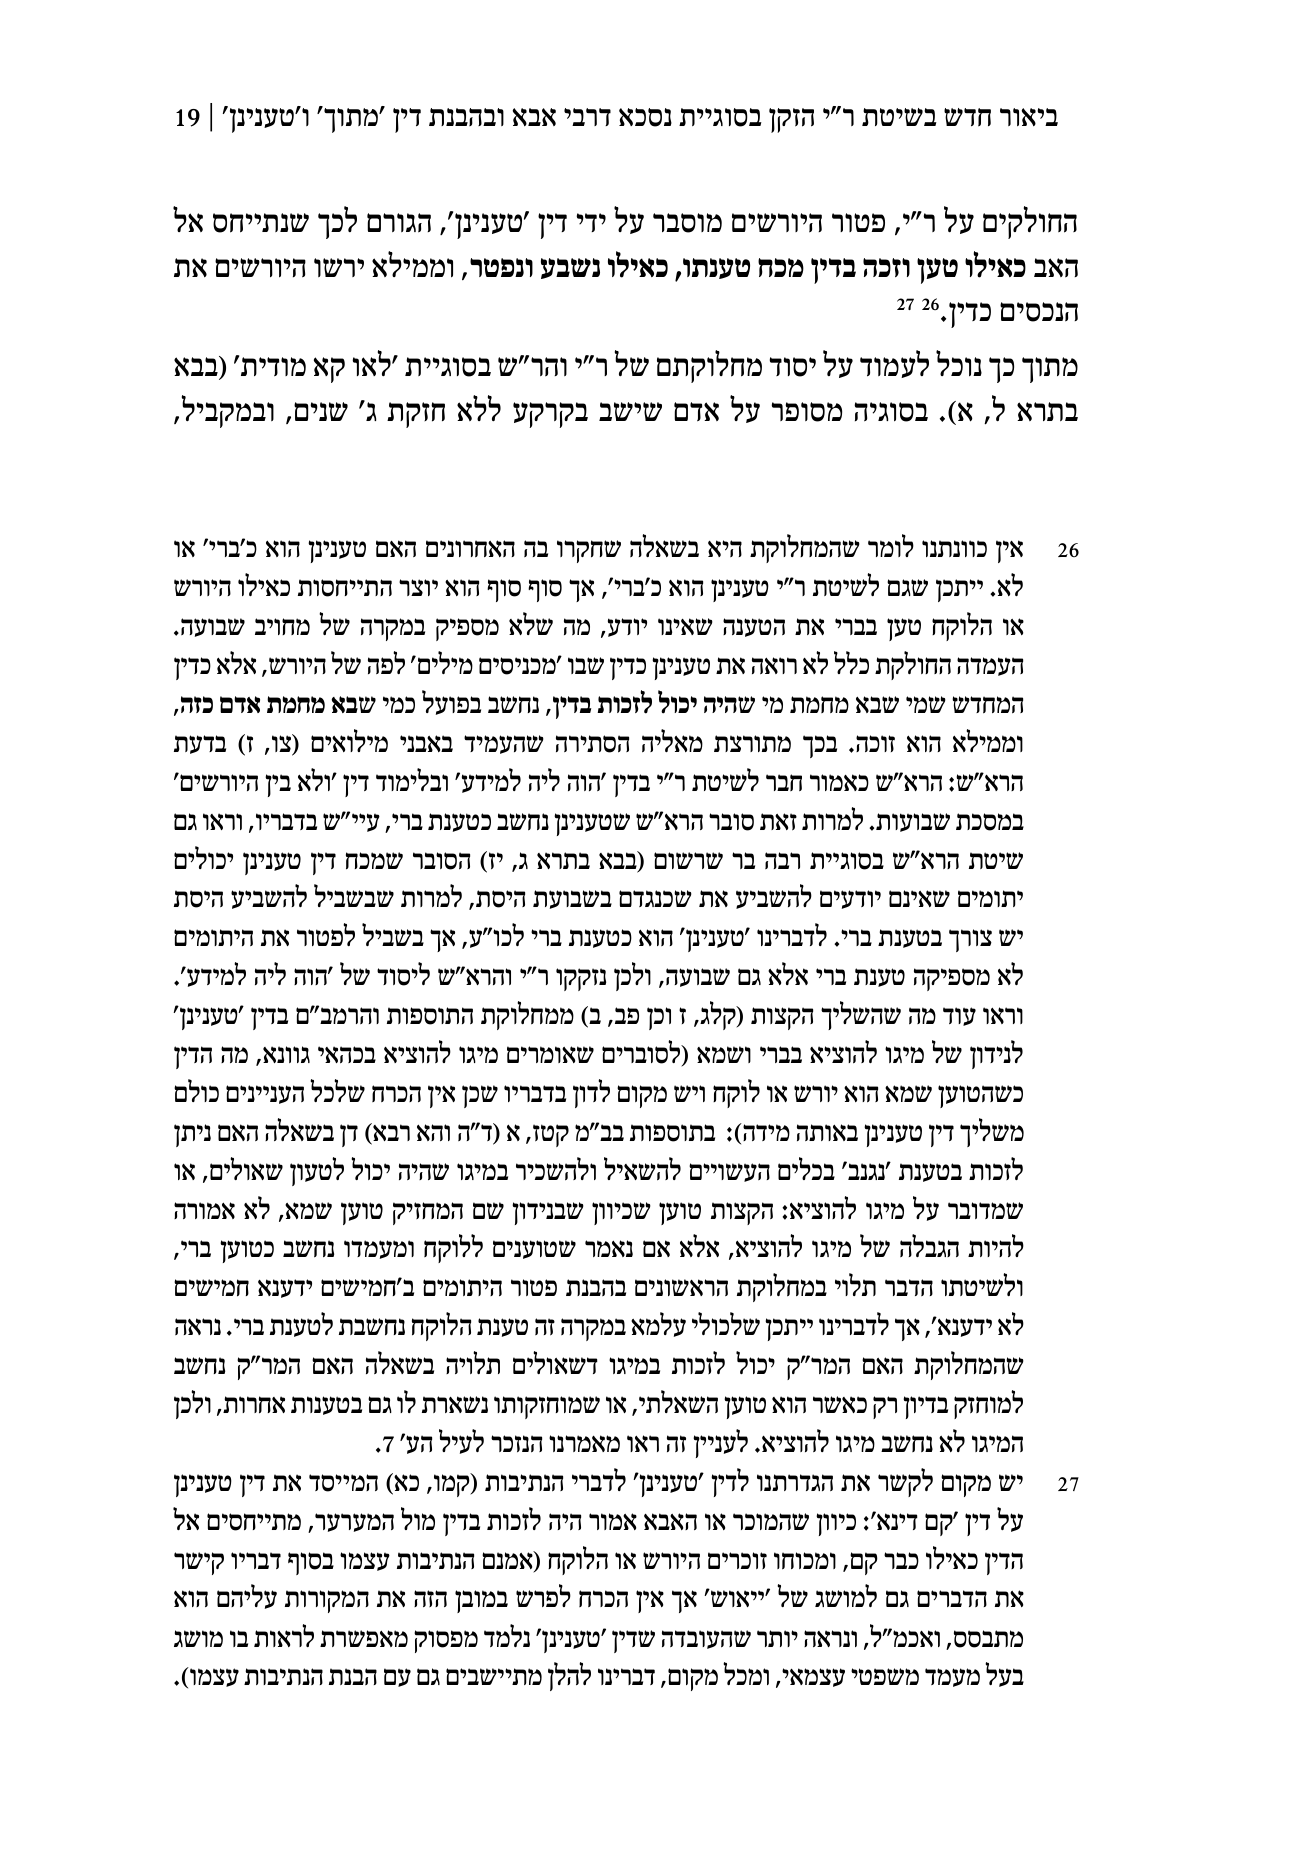 ביאור חדש בשיטת ר"י הזקן בסוגיית נסכא דרבי אבא ובהבנת דין 'מתוך' ו'טענינן' | 19
החולקים על ר"י, פטור היורשים מוסבר על ידי דין 'טענינן', הגורם לכך שנתייחס אל
האב כאילו טען וזכה בדין מכח טענתו, כאילו נשבע ונפטר, וממילא ירשו היורשים את
הנכסים כדין.26 27
מתוך כך נוכל לעמוד על יסוד מחלוקתם של ר"י והר"ש בסוגיית 'לאו קא מודית' (בבא
בתרא ל, א). בסוגיה מסופר על אדם שישב בקרקע ללא חזקת ג' שנים, ובמקביל,
26 אין כוונתנו לומר שהמחלוקת היא בשאלה שחקרו בה האחרונים האם טענינן הוא כ'ברי' או
לא. ייתכן שגם לשיטת ר"י טענינן הוא כ'ברי', אך סוף סוף הוא יוצר התייחסות כאילו היורש
או הלוקח טען בברי את הטענה שאינו יודע, מה שלא מספיק במקרה של מחויב שבועה.
העמדה החולקת כלל לא רואה את טענינן כדין שבו 'מכניסים מילים' לפה של היורש, אלא כדין
המחדש שמי שבא מחמת מי שהיה יכול לזכות בדין, נחשב בפועל כמי שבא מחמת אדם כזה,
וממילא הוא זוכה. בכך מתורצת מאליה הסתירה שהעמיד באבני מילואים (צו, ז) בדעת
הרא"ש: הרא"ש כאמור חבר לשיטת ר"י בדין 'הוה ליה למידע' ובלימוד דין 'ולא בין היורשים'
במסכת שבועות. למרות זאת סובר הרא"ש שטענינן נחשב כטענת ברי, עיי"ש בדבריו, וראו גם
שיטת הרא"ש בסוגיית רבה בר שרשום (בבא בתרא ג, יז) הסובר שמכח דין טענינן יכולים
יתומים שאינם יודעים להשביע את שכנגדם בשבועת היסת, למרות שבשביל להשביע היסת
יש צורך בטענת ברי. לדברינו 'טענינן' הוא כטענת ברי לכו"ע, אך בשביל לפטור את היתומים
לא מספיקה טענת ברי אלא גם שבועה, ולכן נזקקו ר"י והרא"ש ליסוד של 'הוה ליה למידע'.
וראו עוד מה שהשליך הקצות (קלג, ז וכן פב, ב) ממחלוקת התוספות והרמב"ם בדין 'טענינן'
לנידון של מיגו להוציא בברי ושמא (לסוברים שאומרים מיגו להוציא בכהאי גוונא, מה הדין
כשהטוען שמא הוא יורש או לוקח ויש מקום לדון בדבריו שכן אין הכרח שלכל העניינים כולם
משליך דין טענינן באותה מידה): בתוספות בב"מ קטז, א (ד"ה והא רבא) דן בשאלה האם ניתן
לזכות בטענת 'נגנב' בכלים העשויים להשאיל ולהשכיר במיגו שהיה יכול לטעון שאולים, או
שמדובר על מיגו להוציא: הקצות טוען שכיוון שבנידון שם המחזיק טוען שמא, לא אמורה
להיות הגבלה של מיגו להוציא, אלא אם נאמר שטוענים ללוקח ומעמדו נחשב כטוען ברי,
ולשיטתו הדבר תלוי במחלוקת הראשונים בהבנת פטור היתומים ב'חמישים ידענא חמישים
לא ידענא', אך לדברינו ייתכן שלכולי עלמא במקרה זה טענת הלוקח נחשבת לטענת ברי. נראה
שהמחלוקת האם המר"ק יכול לזכות במיגו דשאולים תלויה בשאלה האם המר"ק נחשב
למוחזק בדיון רק כאשר הוא טוען השאלתי, או שמוחזקותו נשארת לו גם בטענות אחרות, ולכן
המיגו לא נחשב מיגו להוציא. לעניין זה ראו מאמרנו הנזכר לעיל הע' 7.
27 יש מקום לקשר את הגדרתנו לדין 'טענינן' לדברי הנתיבות (קמו, כא) המייסד את דין טענינן
על דין 'קם דינא': כיוון שהמוכר או האבא אמור היה לזכות בדין מול המערער, מתייחסים אל
הדין כאילו כבר קם, ומכוחו זוכרים היורש או הלוקח (אמנם הנתיבות עצמו בסוף דבריו קישר
את הדברים גם למושג של 'ייאוש' אך אין הכרח לפרש במובן הזה את המקורות עליהם הוא
מתבסס, ואכמ"ל, ונראה יותר שהעובדה שדין 'טענינן' נלמד מפסוק מאפשרת לראות בו מושג
בעל מעמד משפטי עצמאי, ומכל מקום, דברינו להלן מתיישבים גם עם הבנת הנתיבות עצמו).